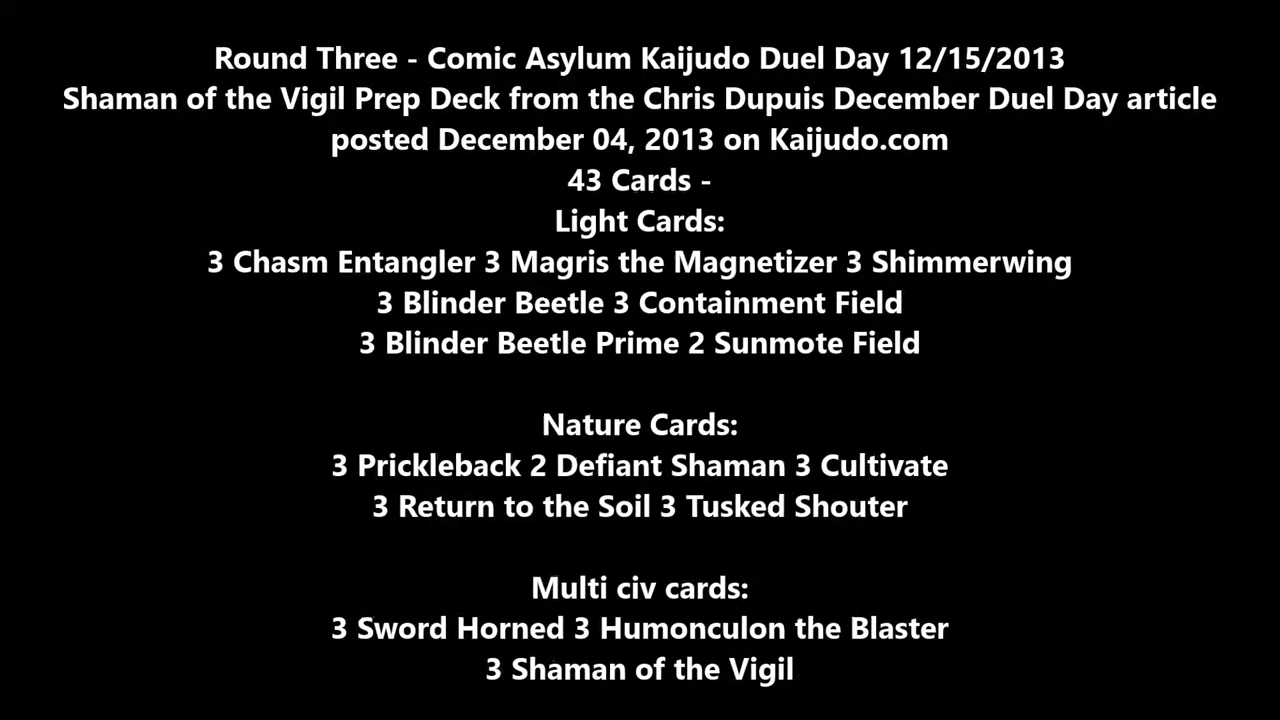 Round Three - Comic Asylum Kaijudo Duel Day 12/15/2013
Shaman of the Vigil Prep Deck from the Chris Dupuis December Duel Day article
posted December 04, 2013 on Kaijudo.com
43 Cards -
Light Cards:
3 Chasm Entangler 3 Magris the Magnetizer 3 Shimmerwing
3 Blinder Beetle 3 Containment Field
3 Blinder Beetle Prime 2 Sunmote Field
Nature Cards:
3 Prickleback 2 Defiant Shaman 3 Cultivate
3 Return to the Soil 3 Tusked Shouter
Multi civ cards:
3 Sword Horned 3 Humonculon the Blaster
3 Shaman of the Vigil